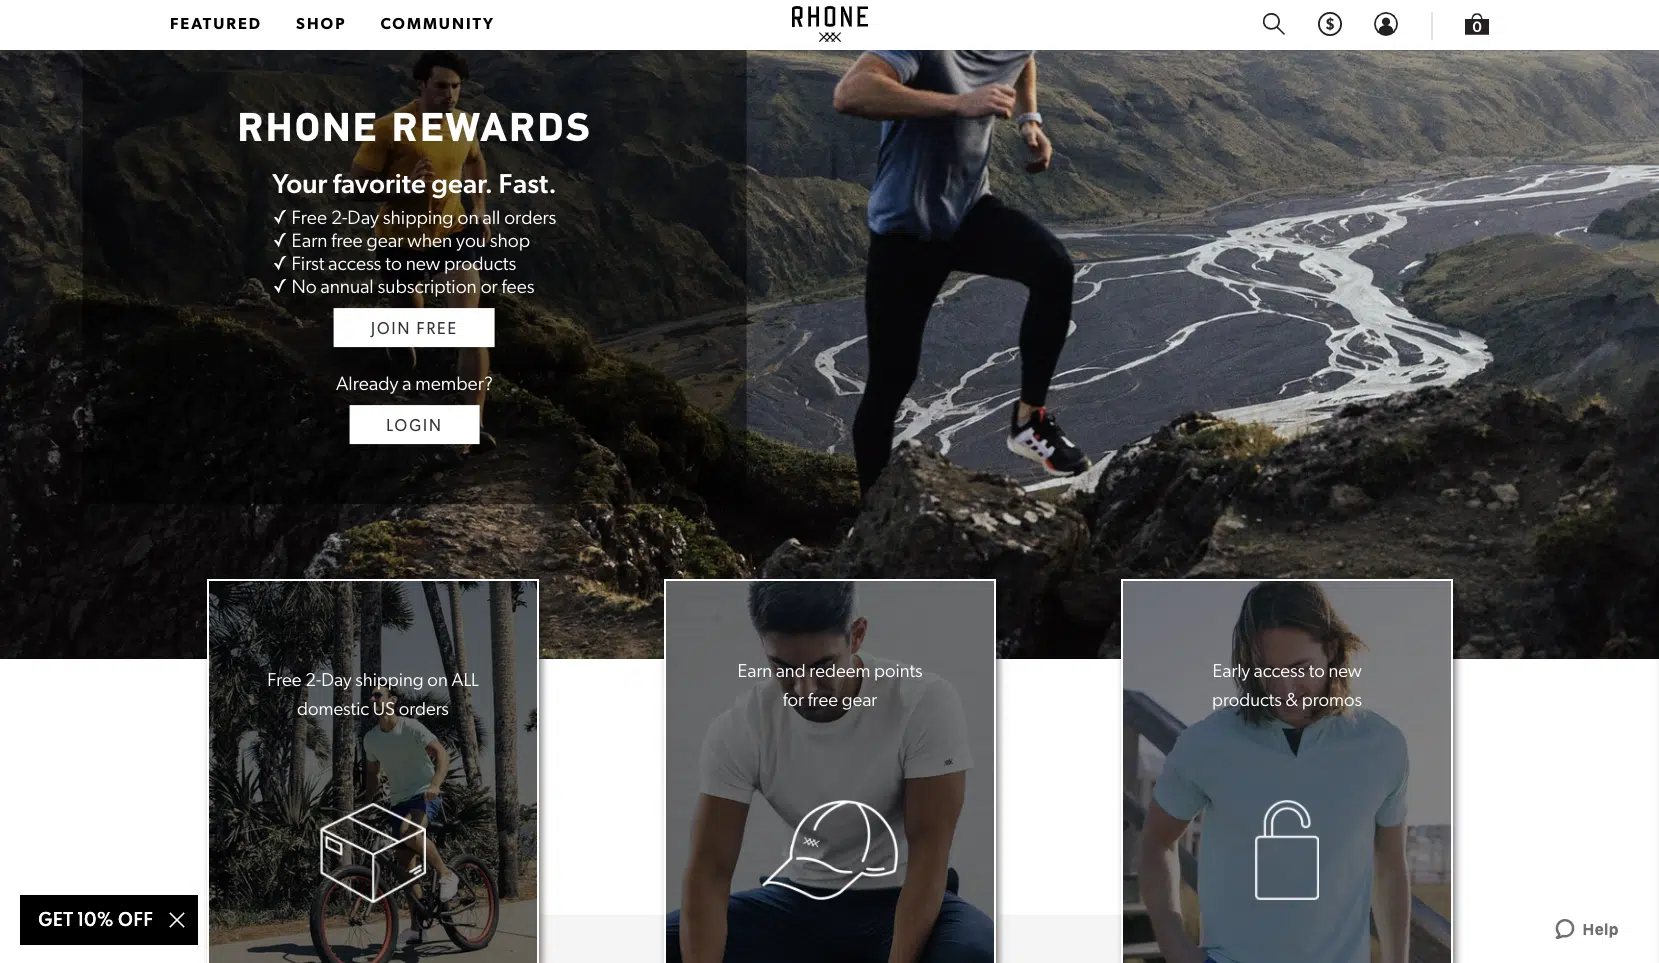 FEATURED SHOP COMMUNITY
RHONE
$
0
RHONE REWARDS
Your favorite gear. Fast.
✓ Free 2-Day shipping on all orders
✓ Earn free gear when you shop
✓ First access to new products
✓ No annual subscription or fees
JOIN FREE
Already a member?
LOGIN
Free 2-Day shipping on ALL
domestic US orders
Earn and redeem points
for free gear
Early access to new
products & promos
GET 10% OFF
Help